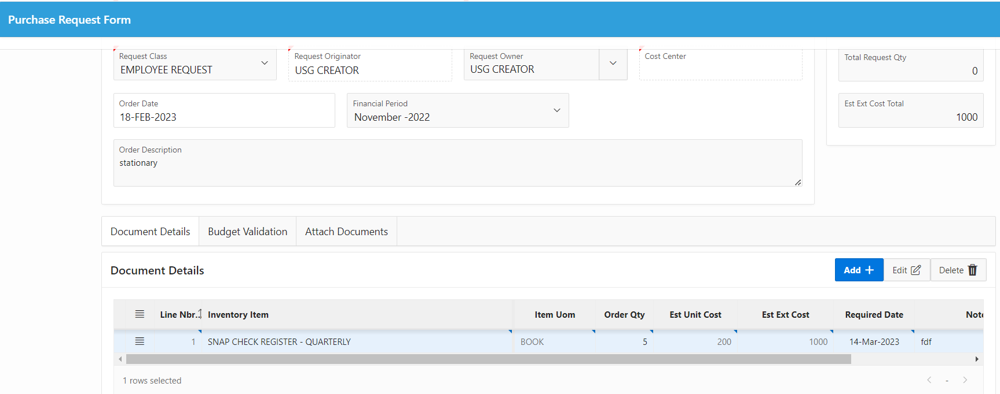 Purchase Request Form
Request Class
EMPLOYEE REQUEST
Request Originator
USG CREATOR
Request Owner
USG CREATOR
Cost Center
Total Request Qty
0
Order Date
18-FEB-2023
Financial Period
November -2022
Est Ext Cost Total
1000
Order Description
stationary
Document Details Budget Validation Attach Documents
Document Details
Add Edit Delete
Line Nbr.. Inventory Item Item Uom Order Qty Est Unit Cost Est Ext Cost Required Date Note
1 SNAP CHECK REGISTER - QUARTERLY BOOK 5 200 1000 14-Mar-2023 fdf
1 rows selected
-